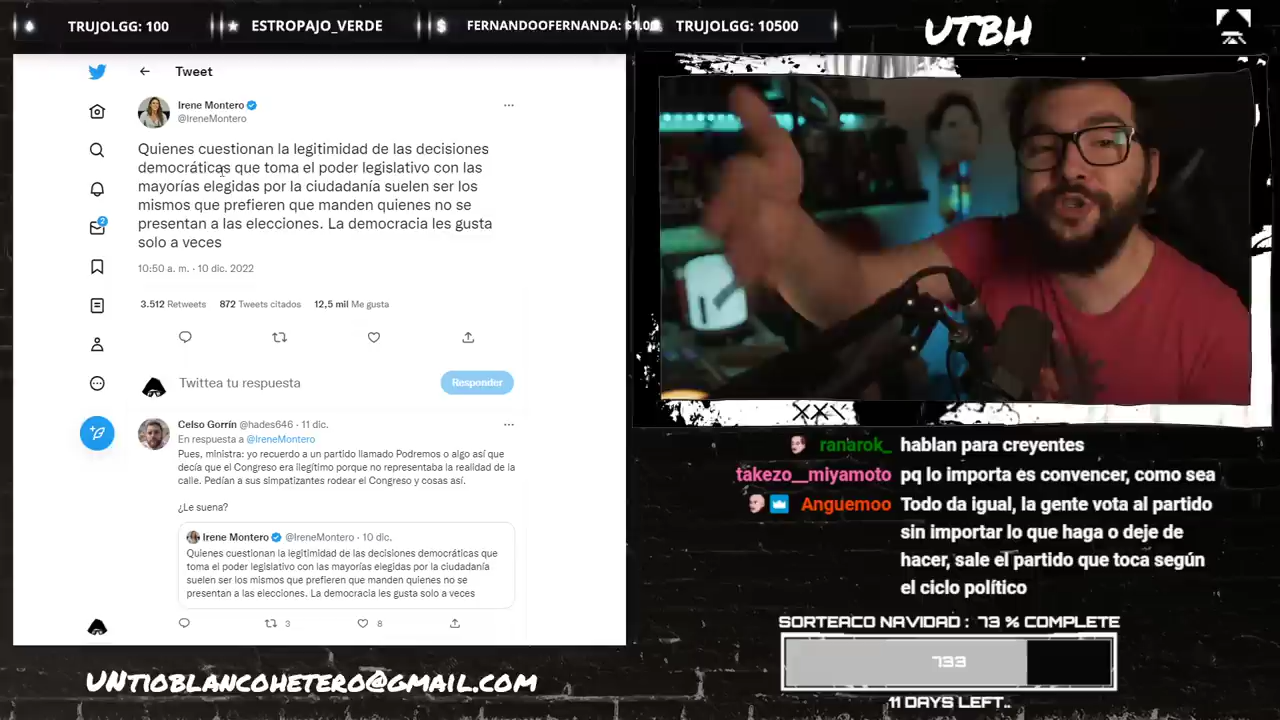 TRUJOLGG: 100
ESTROPAJO_VERDE
FERNANDOOFERNANDA: $1.0
TRUJOLGG: 10500
UTBH
Tweet
Irene Montero
@IreneMontero
Quienes cuestionan la legitimidad de las decisiones
democráticas que toma el poder legislativo con las
mayorías elegidas por la ciudadanía suelen ser los
mismos que prefieren que manden quienes no se
presentan a las elecciones. La democracia les gusta
solo a veces
10:50 a. m. · 10 dic. 2022
3.512 Retweets 872 Tweets citados 12,5 mil Me gusta
2
Twittea tu respuesta
Responder
Celso Gorrín @hades646 · 11 dic.
En respuesta a @IreneMontero
Pues, ministra: yo recuerdo a un partido llamado Podremos o algo así que
decía que el Congreso era ilegítimo porque no representaba la realidad de la
calle. Pedían a sus simpatizantes rodear el Congreso y cosas así.
¿Le suena?
Irene Montero @IreneMontero · 10 dic.
Quienes cuestionan la legitimidad de las decisiones democráticas que
toma el poder legislativo con las mayorías elegidas por la ciudadanía
suelen ser los mismos que prefieren que manden quienes no se
presentan a las elecciones. La democracia les gusta solo a veces
3 8
ranarok_ hablan para creyentes
takezo__miyamoto pq lo importa es convencer, como sea
Anguemoo Todo da igual, la gente vota al partido
sin importar lo que haga o deje de
hacer, sale el partido que toca según
el ciclo político
SORTEACO NAVIDAD : 73 % COMPLETE
733
11 DAYS LEFT..
UNTIOBLANCOHETERO@GMAIL.COM